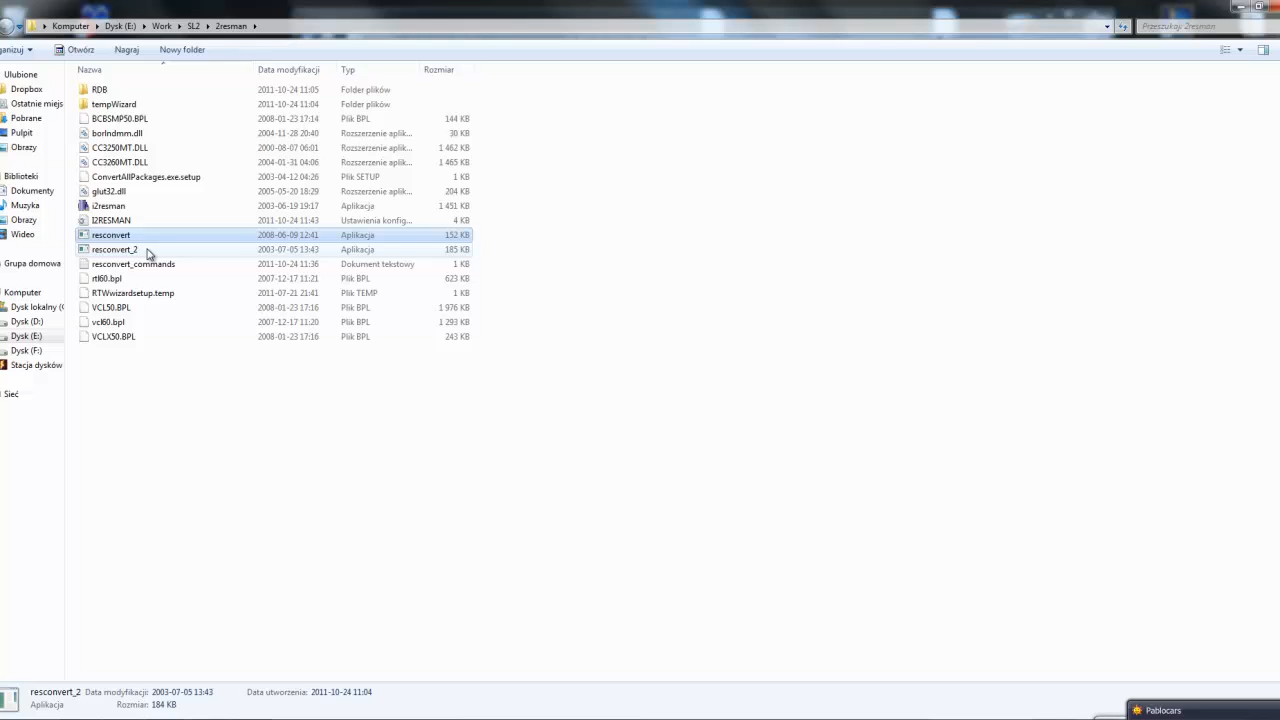 Komputer ▸ Dysk (E:) ▸ Work ▸ SL2 ▸ 2resman ▸
Przeszukaj: 2resman
ganizuj Otwórz Nagraj Nowy folder
Nazwa Data modyfikacji Typ Rozmiar
Ulubione
Dropbox
Ostatnie miejs
Pobrane
Pulpit
Obrazy
Biblioteki
Dokumenty
Muzyka
Obrazy
Wideo
Grupa domowa
Komputer
Dysk lokalny (
Dysk (D:)
Dysk (E:)
Dysk (F:)
Stacja dysków
Sieć
RDB 2011-10-24 11:05 Folder plików
tempWizard 2011-10-24 11:04 Folder plików
BCBSMP50.BPL 2008-01-23 17:14 Plik BPL 144 KB
borlndmm.dll 2004-11-28 20:40 Rozszerzenie aplik... 30 KB
CC3250MT.DLL 2000-08-07 06:01 Rozszerzenie aplik... 1 462 KB
CC3260MT.DLL 2004-01-31 04:06 Rozszerzenie aplik... 1 465 KB
ConvertAllPackages.exe.setup 2003-04-12 04:26 Plik SETUP 1 KB
glut32.dll 2005-05-20 18:29 Rozszerzenie aplik... 204 KB
i2resman 2003-06-19 19:17 Aplikacja 1 451 KB
I2RESMAN 2011-10-24 11:43 Ustawienia konfig... 4 KB
resconvert 2008-06-09 12:41 Aplikacja 152 KB
resconvert_2 2003-07-05 13:43 Aplikacja 185 KB
resconvert_commands 2011-10-24 11:36 Dokument tekstowy 1 KB
rtl60.bpl 2007-12-17 11:21 Plik BPL 623 KB
RTWwizardsetup.temp 2011-07-21 21:41 Plik TEMP 1 KB
VCL50.BPL 2008-01-23 17:16 Plik BPL 1 976 KB
vcl60.bpl 2007-12-17 11:20 Plik BPL 1 293 KB
VCLX50.BPL 2008-01-23 17:16 Plik BPL 243 KB
resconvert_2 Data modyfikacji: 2003-07-05 13:43 Data utworzenia: 2011-10-24 11:04
Aplikacja Rozmiar: 184 KB
Pablocars